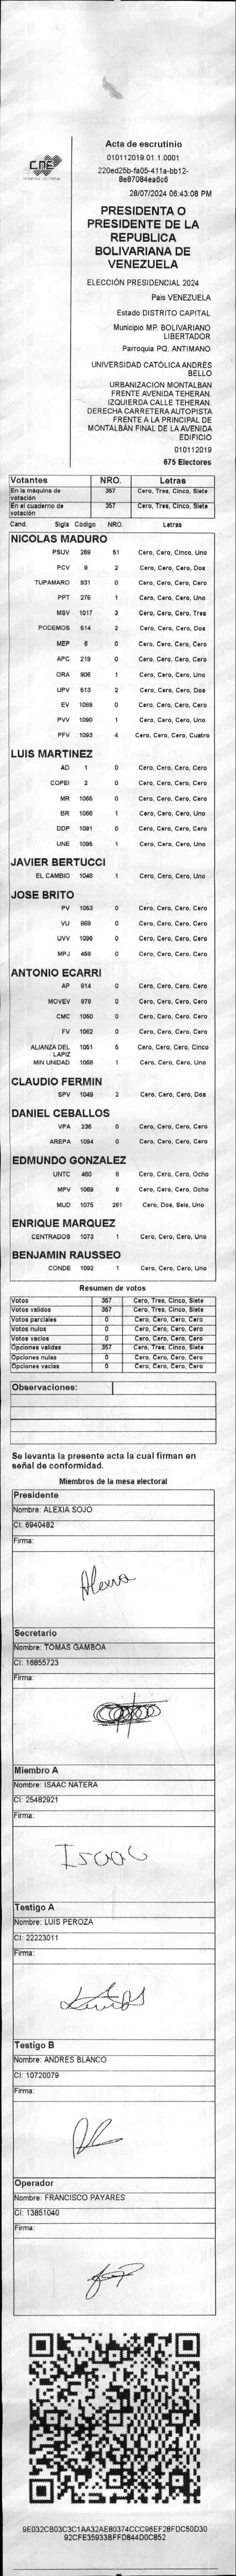 CNE
Acta de escrutinio
010112019.01.1.0001
220ed25b-fa05-411a-bb12-
8e87084ea6c6
28/07/2024 06:43:08 PM
PRESIDENTA O
PRESIDENTE DE LA
REPUBLICA
BOLIVARIANA DE
VENEZUELA
ELECCIÓN PRESIDENCIAL 2024
Pais VENEZUELA
Estado DISTRITO CAPITAL
Municipio MP. BOLIVARIANO
LIBERTADOR
Parroquia PQ. ANTIMANO
UNIVERSIDAD CATÓLICA ANDRÉS
BELLO
URBANIZACION MONTALBAN
FRENTE AVENIDA TEHERAN.
IZQUIERDA CALLE TEHERAN.
DERECHA CARRETERA AUTOPISTA
FRENTE A LA PRINCIPAL DE
MONTALBÁN FINAL DE LA AVENIDA
EDIFICIO
010112019
675 Electores
Votantes NRO. Letras
En la máquina de votación 357 Cero, Tres, Cinco, Siete
En el cuaderno de votación 357 Cero, Tres, Cinco, Siete
Cand. Sigla Código NRO. Letras
NICOLAS MADURO
PSUV 269 51 Cero, Cero, Cinco, Uno
PCV 9 2 Cero, Cero, Cero, Dos
TUPAMARO 931 0 Cero, Cero, Cero, Cero
PPT 276 1 Cero, Cero, Cero, Uno
MSV 1017 3 Cero, Cero, Cero, Tres
PODEMOS 514 2 Cero, Cero, Cero, Dos
MEP 6 0 Cero, Cero, Cero, Cero
APC 219 0 Cero, Cero, Cero, Cero
ORA 906 1 Cero, Cero, Cero, Uno
UPV 513 2 Cero, Cero, Cero, Dos
EV 1089 0 Cero, Cero, Cero, Cero
PVV 1090 1 Cero, Cero, Cero, Uno
PFV 1093 4 Cero, Cero, Cero, Cuatro
LUIS MARTINEZ
AD 1 0 Cero, Cero, Cero, Cero
COPEI 2 0 Cero, Cero, Cero, Cero
MR 1065 0 Cero, Cero, Cero, Cero
BR 1066 1 Cero, Cero, Cero, Uno
DDP 1091 0 Cero, Cero, Cero, Cero
UNE 1095 1 Cero, Cero, Cero, Uno
JAVIER BERTUCCI
EL CAMBIO 1046 1 Cero, Cero, Cero, Uno
JOSE BRITO
PV 1053 0 Cero, Cero, Cero, Cero
VU 969 0 Cero, Cero, Cero, Cero
UVV 1096 0 Cero, Cero, Cero, Cero
MPJ 458 0 Cero, Cero, Cero, Cero
ANTONIO ECARRI
AP 914 0 Cero, Cero, Cero, Cero
MOVEV 978 0 Cero, Cero, Cero, Cero
CMC 1050 0 Cero, Cero, Cero, Cero
FV 1062 0 Cero, Cero, Cero, Cero
ALIANZA DEL LAPIZ 1051 5 Cero, Cero, Cero, Cinco
MIN UNIDAD 1068 1 Cero, Cero, Cero, Uno
CLAUDIO FERMIN
SPV 1049 2 Cero, Cero, Cero, Dos
DANIEL CEBALLOS
VPA 236 0 Cero, Cero, Cero, Cero
AREPA 1094 0 Cero, Cero, Cero, Cero
EDMUNDO GONZALEZ
UNTC 460 8 Cero, Cero, Cero, Ocho
MPV 1069 8 Cero, Cero, Cero, Ocho
MUD 1075 261 Cero, Dos, Seis, Uno
ENRIQUE MARQUEZ
CENTRADOS 1073 1 Cero, Cero, Cero, Uno
BENJAMIN RAUSSEO
CONDE 1092 1 Cero, Cero, Cero, Uno
Resumen de votos
Votos 357 Cero, Tres, Cinco, Siete
Votos validos 357 Cero, Tres, Cinco, Siete
Votos parciales 0 Cero, Cero, Cero, Cero
Votos nulos 0 Cero, Cero, Cero, Cero
Votos vacios 0 Cero, Cero, Cero, Cero
Opciones validas 357 Cero, Tres, Cinco, Siete
Opciones nulas 0 Cero, Cero, Cero, Cero
Opciones vacias 0 Cero, Cero, Cero, Cero
Observaciones:
Se levanta la presente acta la cual firman en
señal de conformidad.
Miembros de la mesa electoral
Presidente
Nombre: ALEXIA SOJO
CI: 6940482
Firma:
Alexia
Secretario
Nombre: TOMAS GAMBOA
CI: 16855723
Firma:
Miembro A
Nombre: ISAAC NATERA
CI: 25482921
Firma:
Isaac
Testigo A
Nombre: LUIS PEROZA
CI: 22223011
Firma:
Testigo B
Nombre: ANDRES BLANCO
CI: 10720079
Firma:
Operador
Nombre: FRANCISCO PAYARES
CI: 13851040
Firma:
9E032CB03C3C1AA32AE80374CCC96EF28FDC50D30
92CFE35933BFFD844D0C852